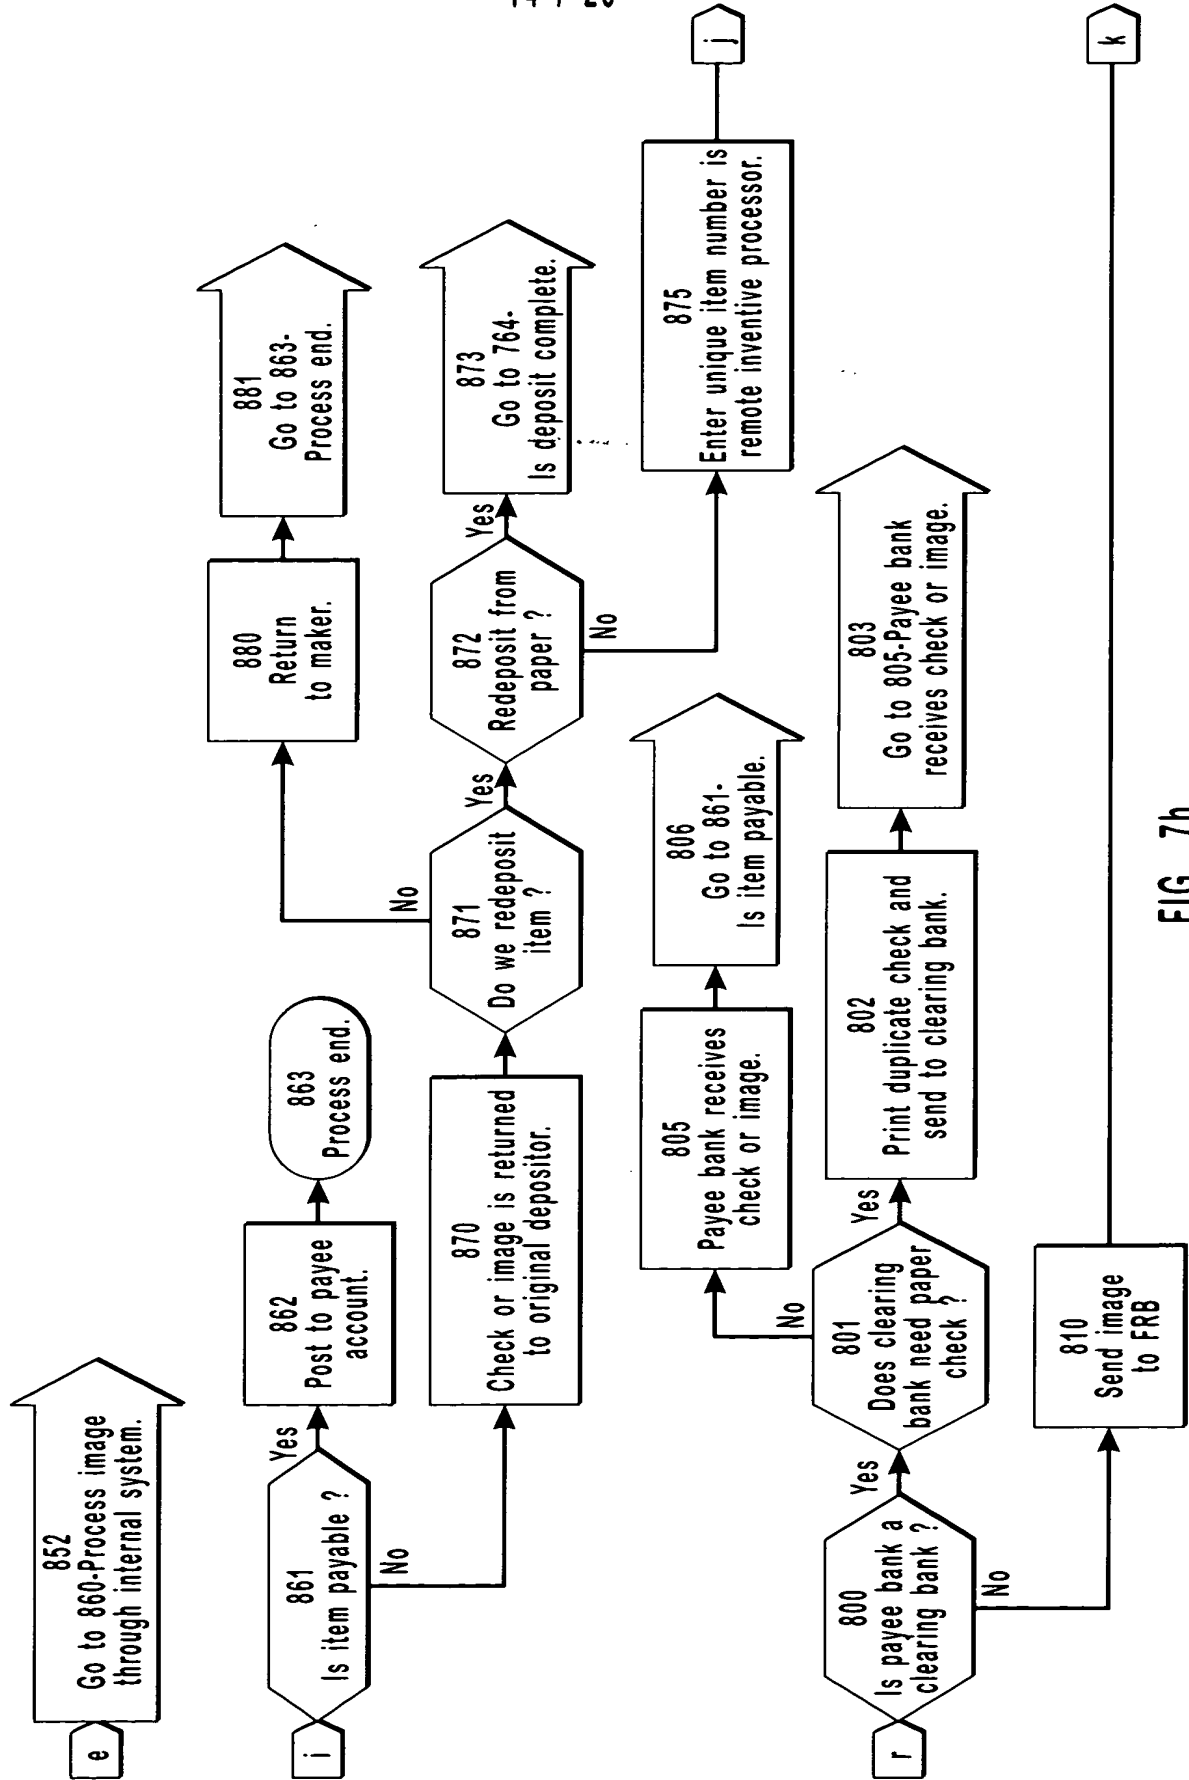 e
852
Go to 860-Process image
through internal system.
i
861
Is item payable ?
Yes
No
862
Post to payee
account.
863
Process end.
870
Check or image is returned
to original depositor.
871
Do we redeposit
item ?
No
Yes
880
Return
to maker.
881
Go to 863-
Process end.
872
Redeposit from
paper ?
Yes
No
873
Go to 764-
Is deposit complete.
875
Enter unique item number is
remote inventive processor.
j
r
800
Is payee bank a
clearing bank ?
Yes
No
801
Does clearing
bank need paper
check ?
No
Yes
805
Payee bank receives
check or image.
806
Go to 861-
Is item payable.
802
Print duplicate check and
send to clearing bank.
803
Go to 805-Payee bank
receives check or image.
810
Send image
to FRB
k
FIG. 7h